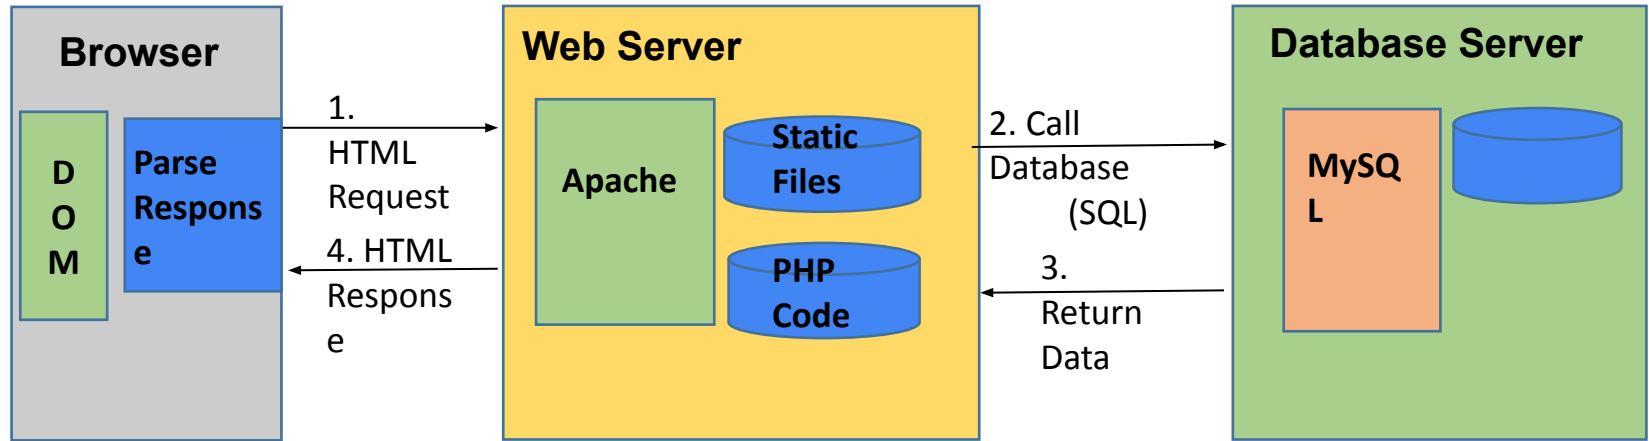 Browser
D
O
M
Parse
Respons
e
1.
HTML
Request
4. HTML
Respons
e
Web Server
Apache
Static
Files
PHP
Code
2. Call
Database
(SQL)
3.
Return
Data
Database Server
MySQ
L